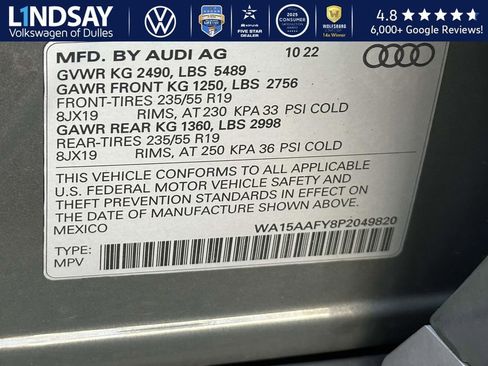 LINDSAY
Volkswagen of Dulles
4.8
6,000+ Google Reviews!
MFD. BY AUDI AG 10 22
GVWR KG 2490, LBS 5489
GAWR FRONT KG 1250, LBS 2756
FRONT-TIRES 235/55 R19
8JX19 RIMS, AT 230 KPA 33 PSI COLD
GAWR REAR KG 1360, LBS 2998
REAR-TIRES 235/55 R19
8JX19 RIMS, AT 250 KPA 36 PSI COLD
THIS VEHICLE CONFORMS TO ALL APPLICABLE
U.S. FEDERAL MOTOR VEHICLE SAFETY AND
THEFT PREVENTION STANDARDS IN EFFECT
ON THE DATE OF MANUFACTURE SHOWN ABOVE.
MEXICO WA15AAFY8P2049820
TYPE:
MPV